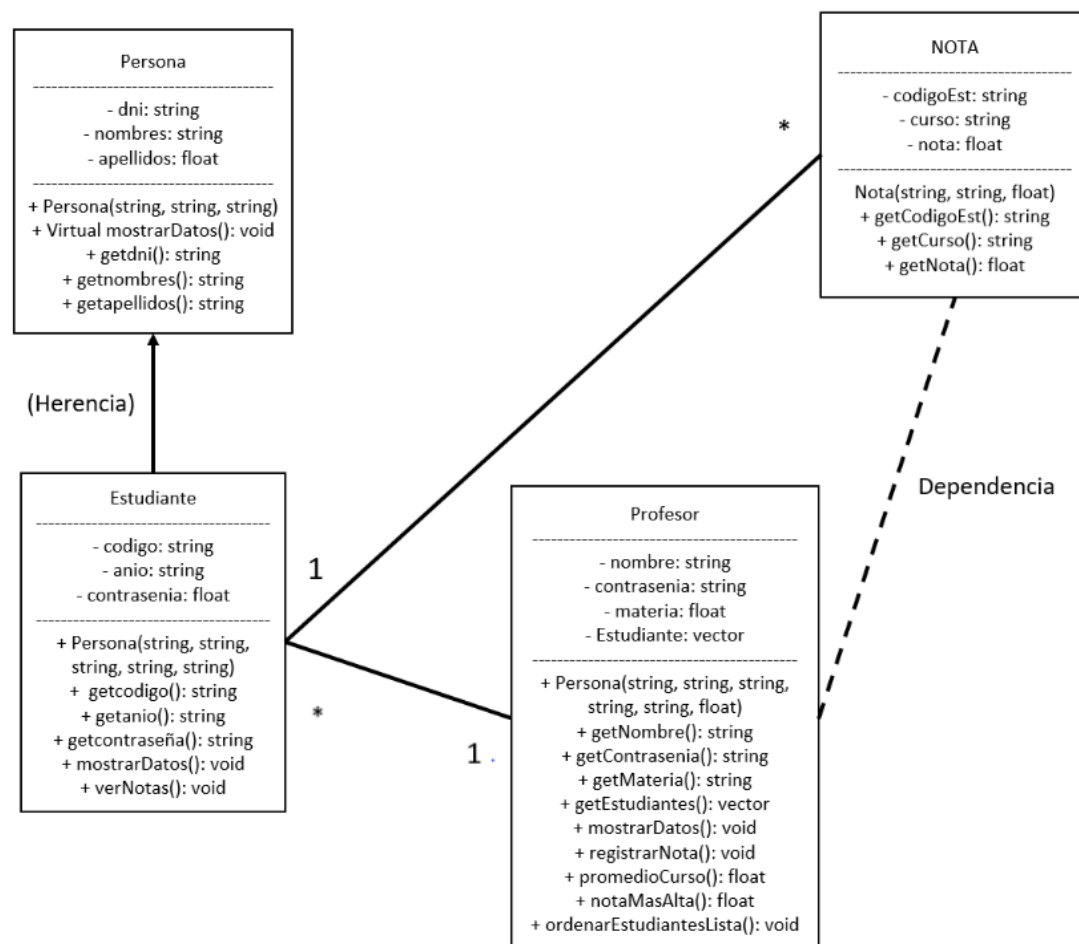 Persona
- dni: string
- nombres: string
- apellidos: float
+ Persona(string, string, string)
+ Virtual mostrarDatos(): void
+ getdni(): string
+ getnombres(): string
+ getapellidos(): string
NOTA
- codigoEst: string
- curso: string
- nota: float
Nota(string, string, float)
+ getCodigoEst(): string
+ getCurso(): string
+ getNota(): float
*
(Herencia)
Dependencia
Estudiante
- codigo: string
- anio: string
- contrasenia: float
+ Persona(string, string,
string, string, string)
+ getcodigo(): string
+ getanio(): string
+ getcontraseña(): string
+ mostrarDatos(): void
+ verNotas(): void
1
*
1
Profesor
- nombre: string
- contrasenia: string
- materia: float
- Estudiante: vector
+ Persona(string, string, string,
string, string, float)
+ getNombre(): string
+ getContrasenia(): string
+ getMateria(): string
+ getEstudiantes(): vector
+ mostrarDatos(): void
+ registrarNota(): void
+ promedioCurso(): float
+ notaMasAlta(): float
+ ordenarEstudiantesLista(): void